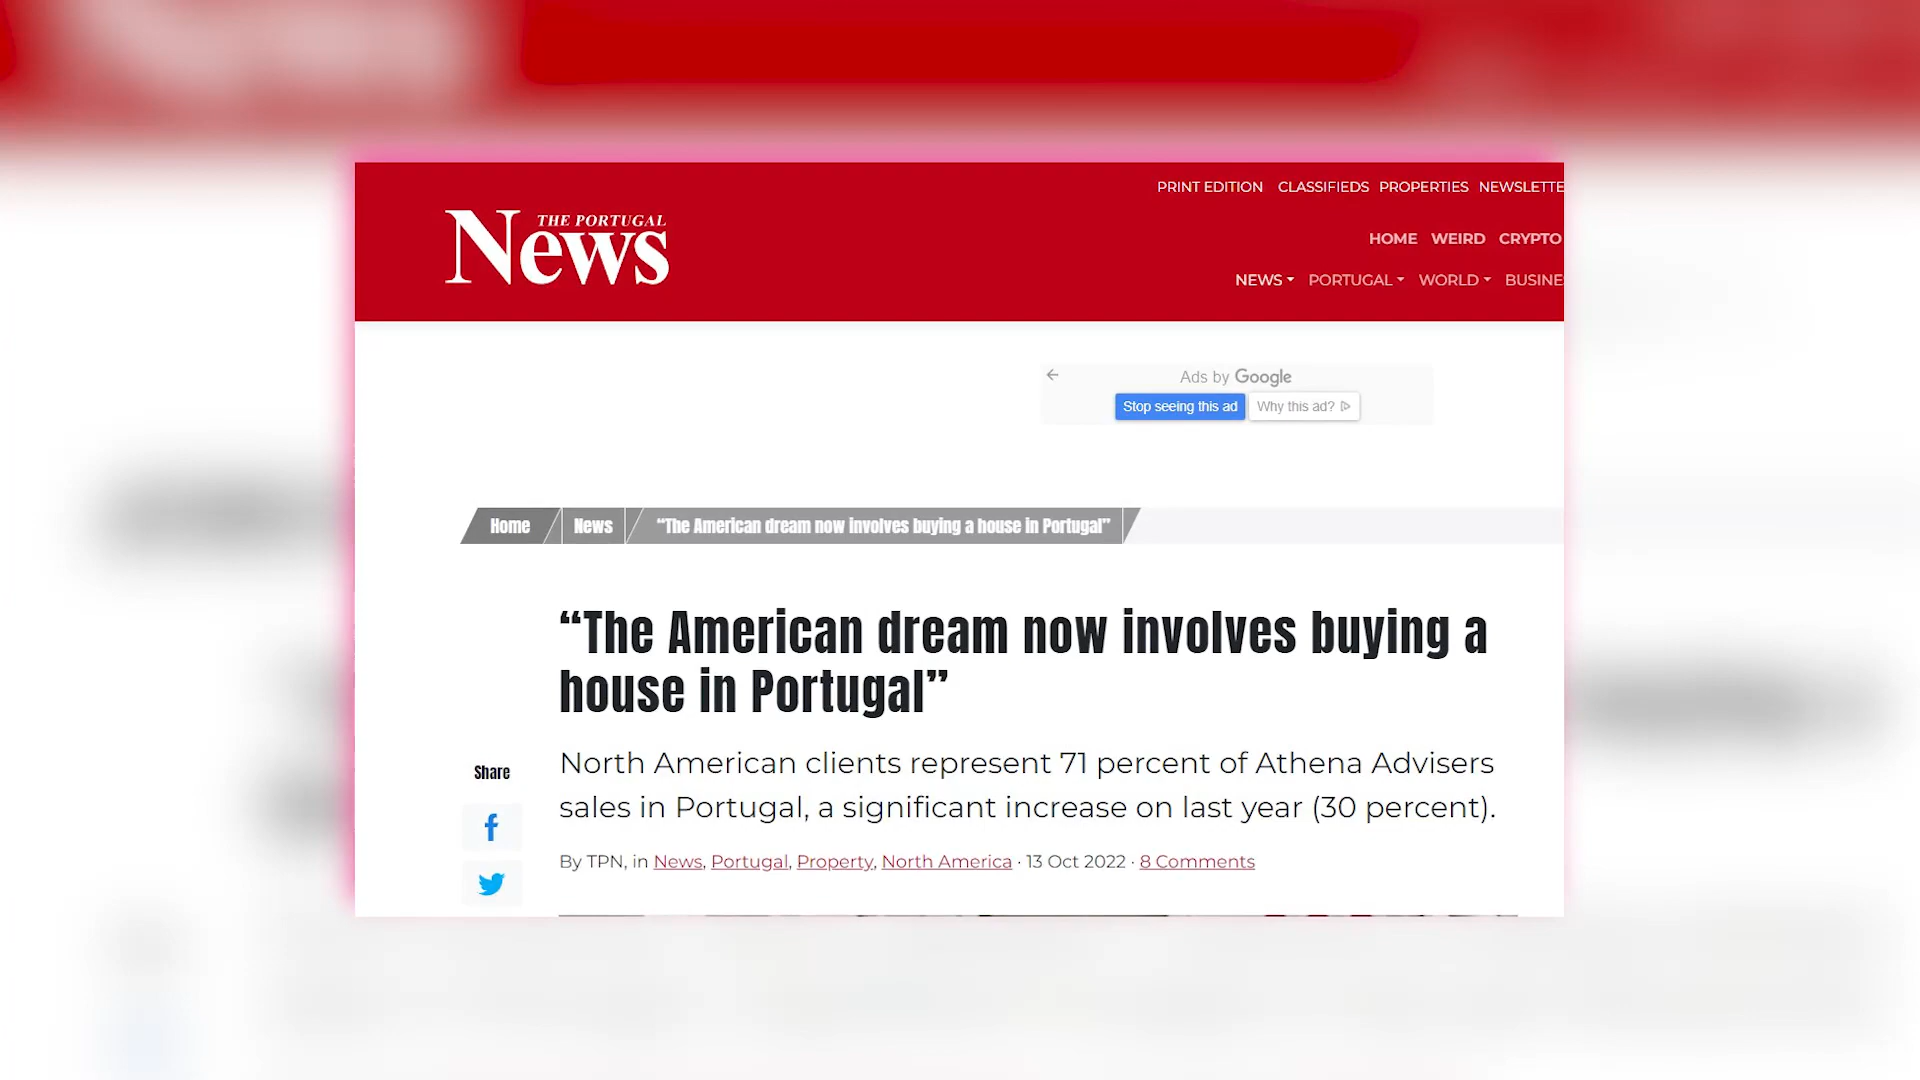 PRINT EDITION CLASSIFIEDS PROPERTIES NEWSLETTE
THE PORTUGAL
News
HOME WEIRD CRYPTO
NEWS PORTUGAL WORLD BUSINE
Ads by Google
Stop seeing this ad Why this ad?
Home News “The American dream now involves buying a house in Portugal”
“The American dream now involves buying a
house in Portugal”
North American clients represent 71 percent of Athena Advisers
sales in Portugal, a significant increase on last year (30 percent).
Share
By TPN, in News, Portugal, Property, North America · 13 Oct 2022 · 8 Comments